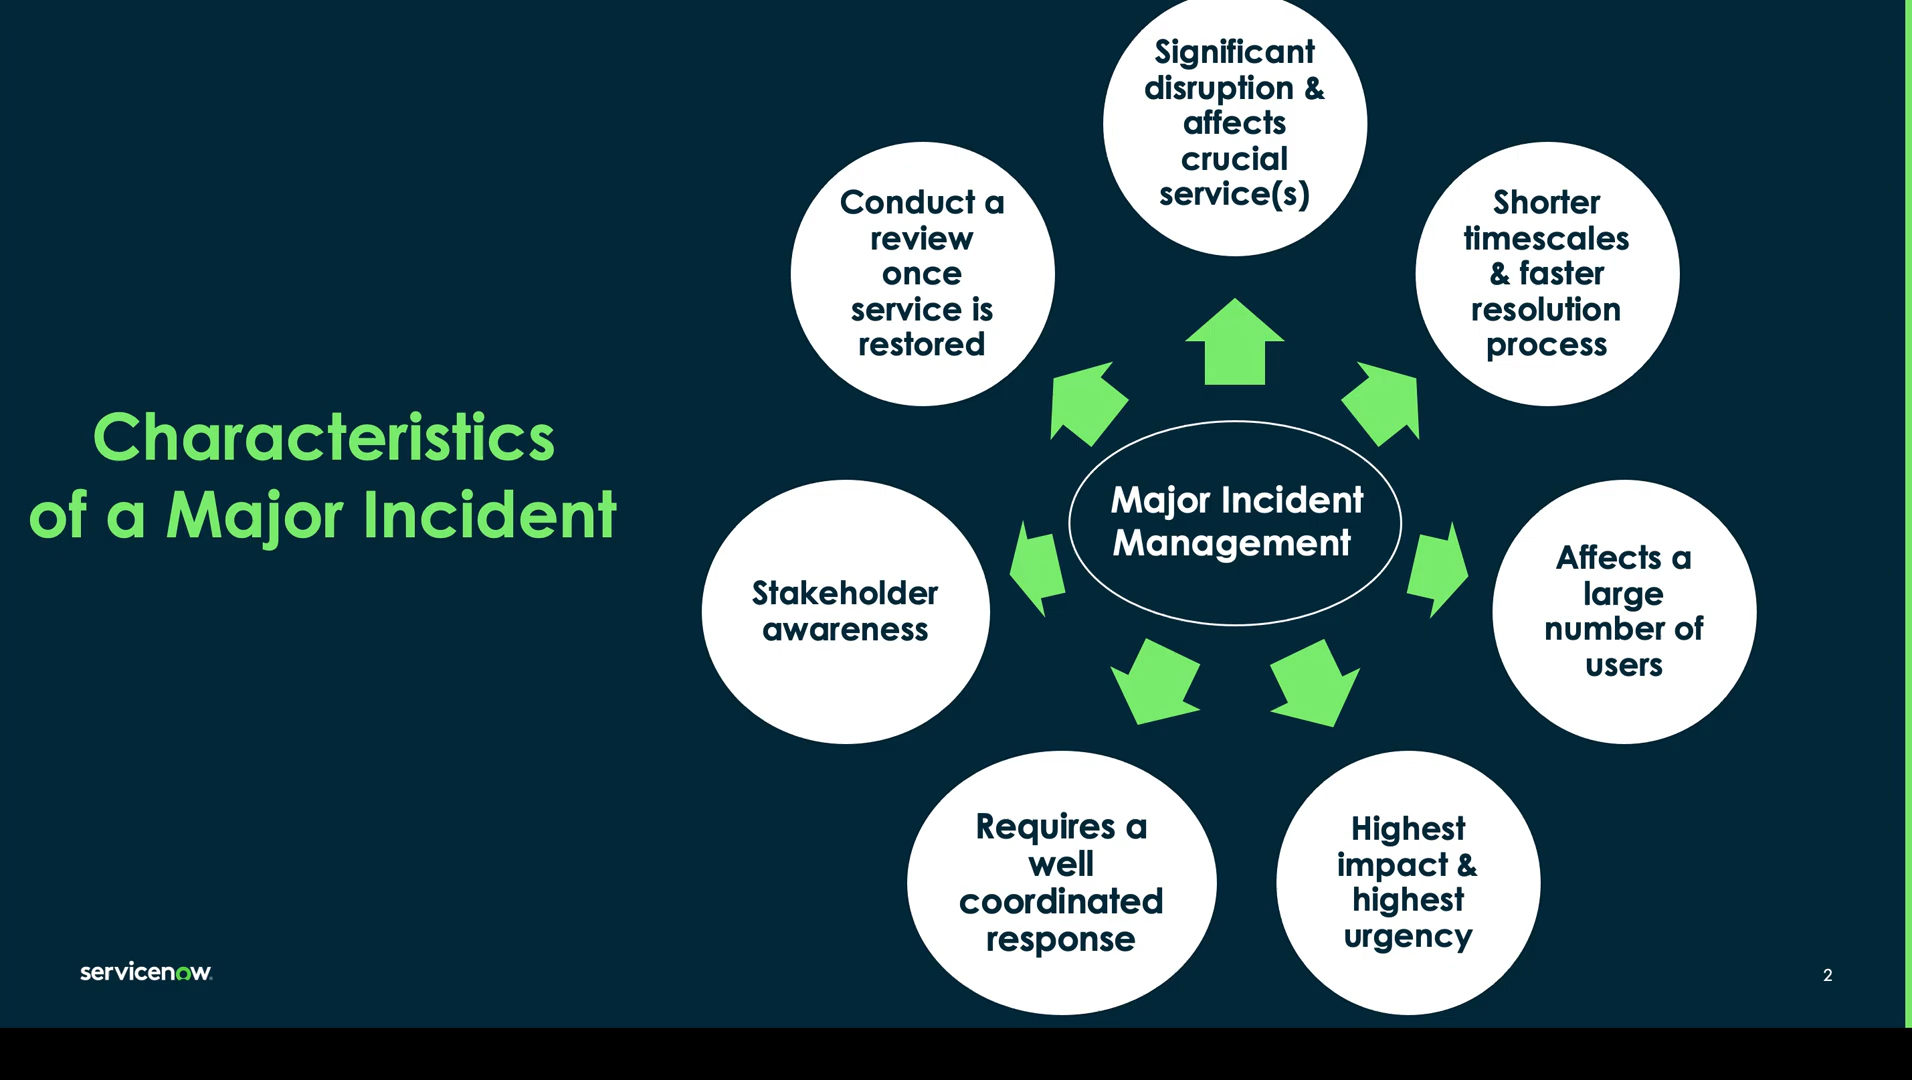 Characteristics
of a Major Incident
Significant
disruption &
affects
crucial
service(s)
Shorter
timescales
& faster
resolution
process
Affects a
large
number of
users
Highest
impact &
highest
urgency
Requires a
well
coordinated
response
Stakeholder
awareness
Conduct a
review
once
service is
restored
Major Incident
Management
servicenow
2